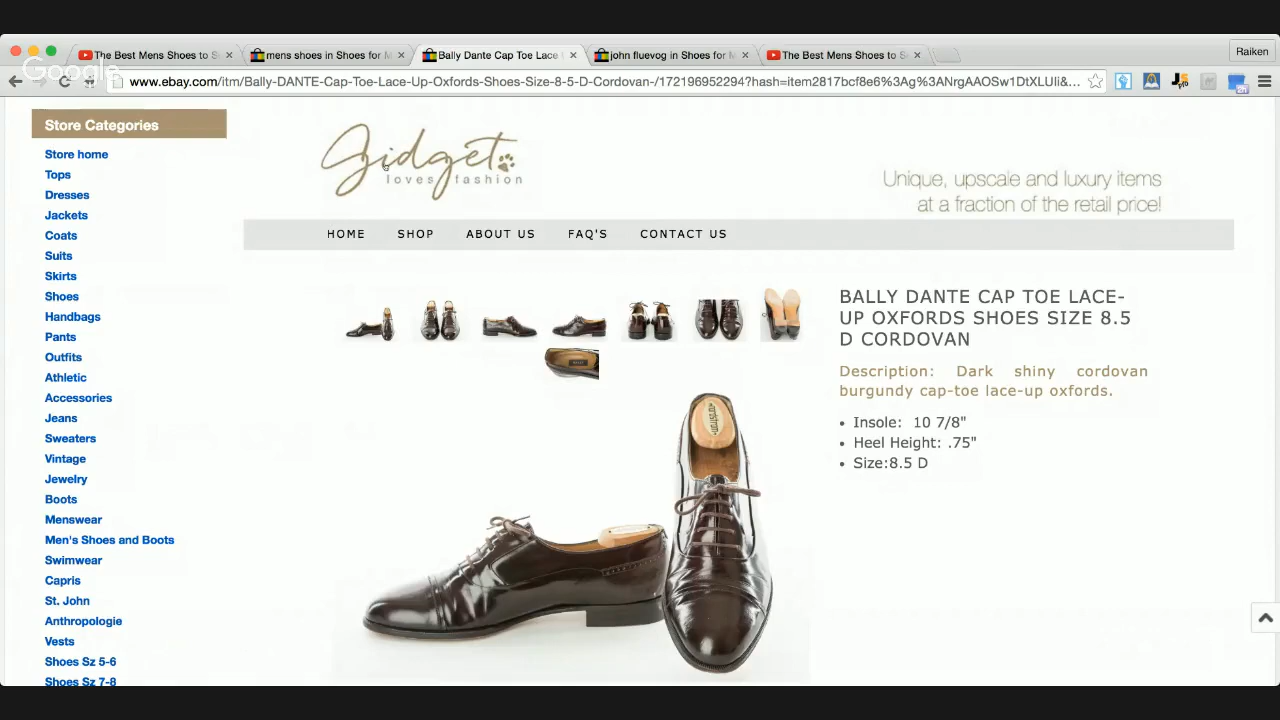 The Best Mens Shoes to S
mens shoes in Shoes for M
Bally Dante Cap Toe Lace
john fluevog in Shoes for M
The Best Mens Shoes to S
Raiken
Google
www.ebay.com/itm/Bally-DANTE-Cap-Toe-Lace-Up-Oxfords-Shoes-Size-8-5-D-Cordovan-/172196952294?hash=item2817bcf8e6%3Ag%3ANrgAAOSw1DtXLUli&...
Store Categories
Store home
Tops
Dresses
Jackets
Coats
Suits
Skirts
Shoes
Handbags
Pants
Outfits
Athletic
Accessories
Jeans
Sweaters
Vintage
Jewelry
Boots
Menswear
Men's Shoes and Boots
Swimwear
Capris
St. John
Anthropologie
Vests
Shoes Sz 5-6
Shoes Sz 7-8
Gidget
loves fashion
Unique, upscale and luxury items
at a fraction of the retail price!
HOME SHOP ABOUT US FAQ'S CONTACT US
BALLY DANTE CAP TOE LACE-
UP OXFORDS SHOES SIZE 8.5
D CORDOVAN
Description: Dark shiny cordovan
burgundy cap-toe lace-up oxfords.
• Insole: 10 7/8"
• Heel Height: .75"
• Size:8.5 D